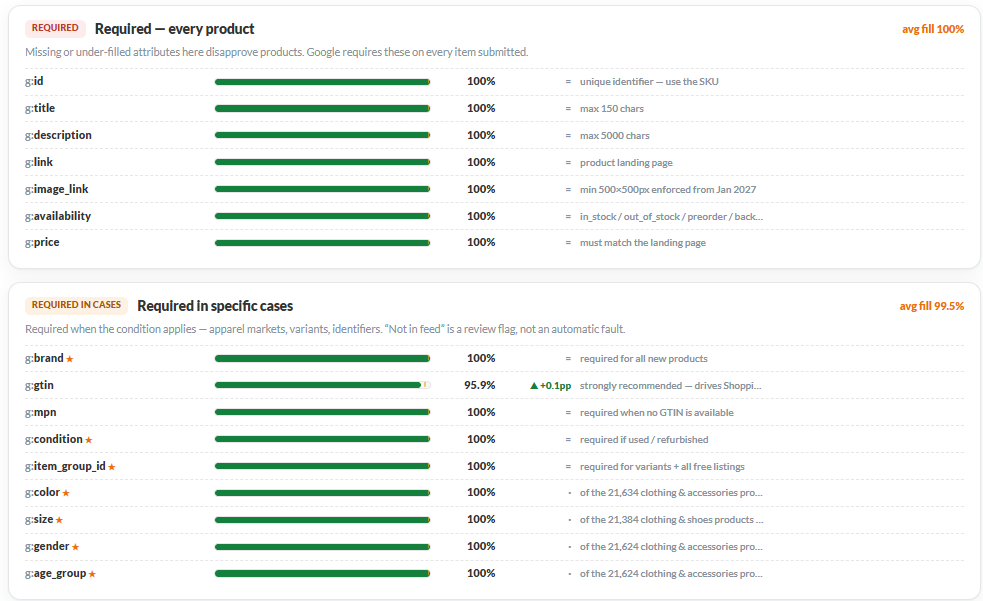 REQUIRED Required — every product avg fill 100%
Missing or under-filled attributes here disapprove products. Google requires these on every item submitted.
g:id 100% = unique identifier — use the SKU
g:title 100% = max 150 chars
g:description 100% = max 5000 chars
g:link 100% = product landing page
g:image_link 100% = min 500×500px enforced from Jan 2027
g:availability 100% = in_stock / out_of_stock / preorder / back...
g:price 100% = must match the landing page
REQUIRED IN CASES Required in specific cases avg fill 99.5%
Required when the condition applies — apparel markets, variants, identifiers. “Not in feed” is a review flag, not an automatic fault.
g:brand ★ 100% = required for all new products
g:gtin 95.9% ▲ +0.1pp strongly recommended — drives Shoppi...
g:mpn 100% = required when no GTIN is available
g:condition ★ 100% = required if used / refurbished
g:item_group_id ★ 100% = required for variants + all free listings
g:color ★ 100% · of the 21,634 clothing & accessories pro...
g:size ★ 100% · of the 21,384 clothing & shoes products ...
g:gender ★ 100% · of the 21,624 clothing & accessories pro...
g:age_group ★ 100% · of the 21,624 clothing & accessories pro...